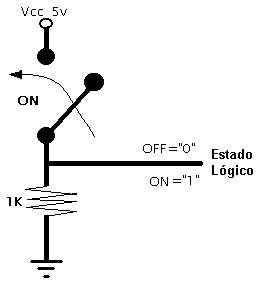 Vcc 5v
ON
OFF="0"
Estado
Lógico
ON ="1"
1K